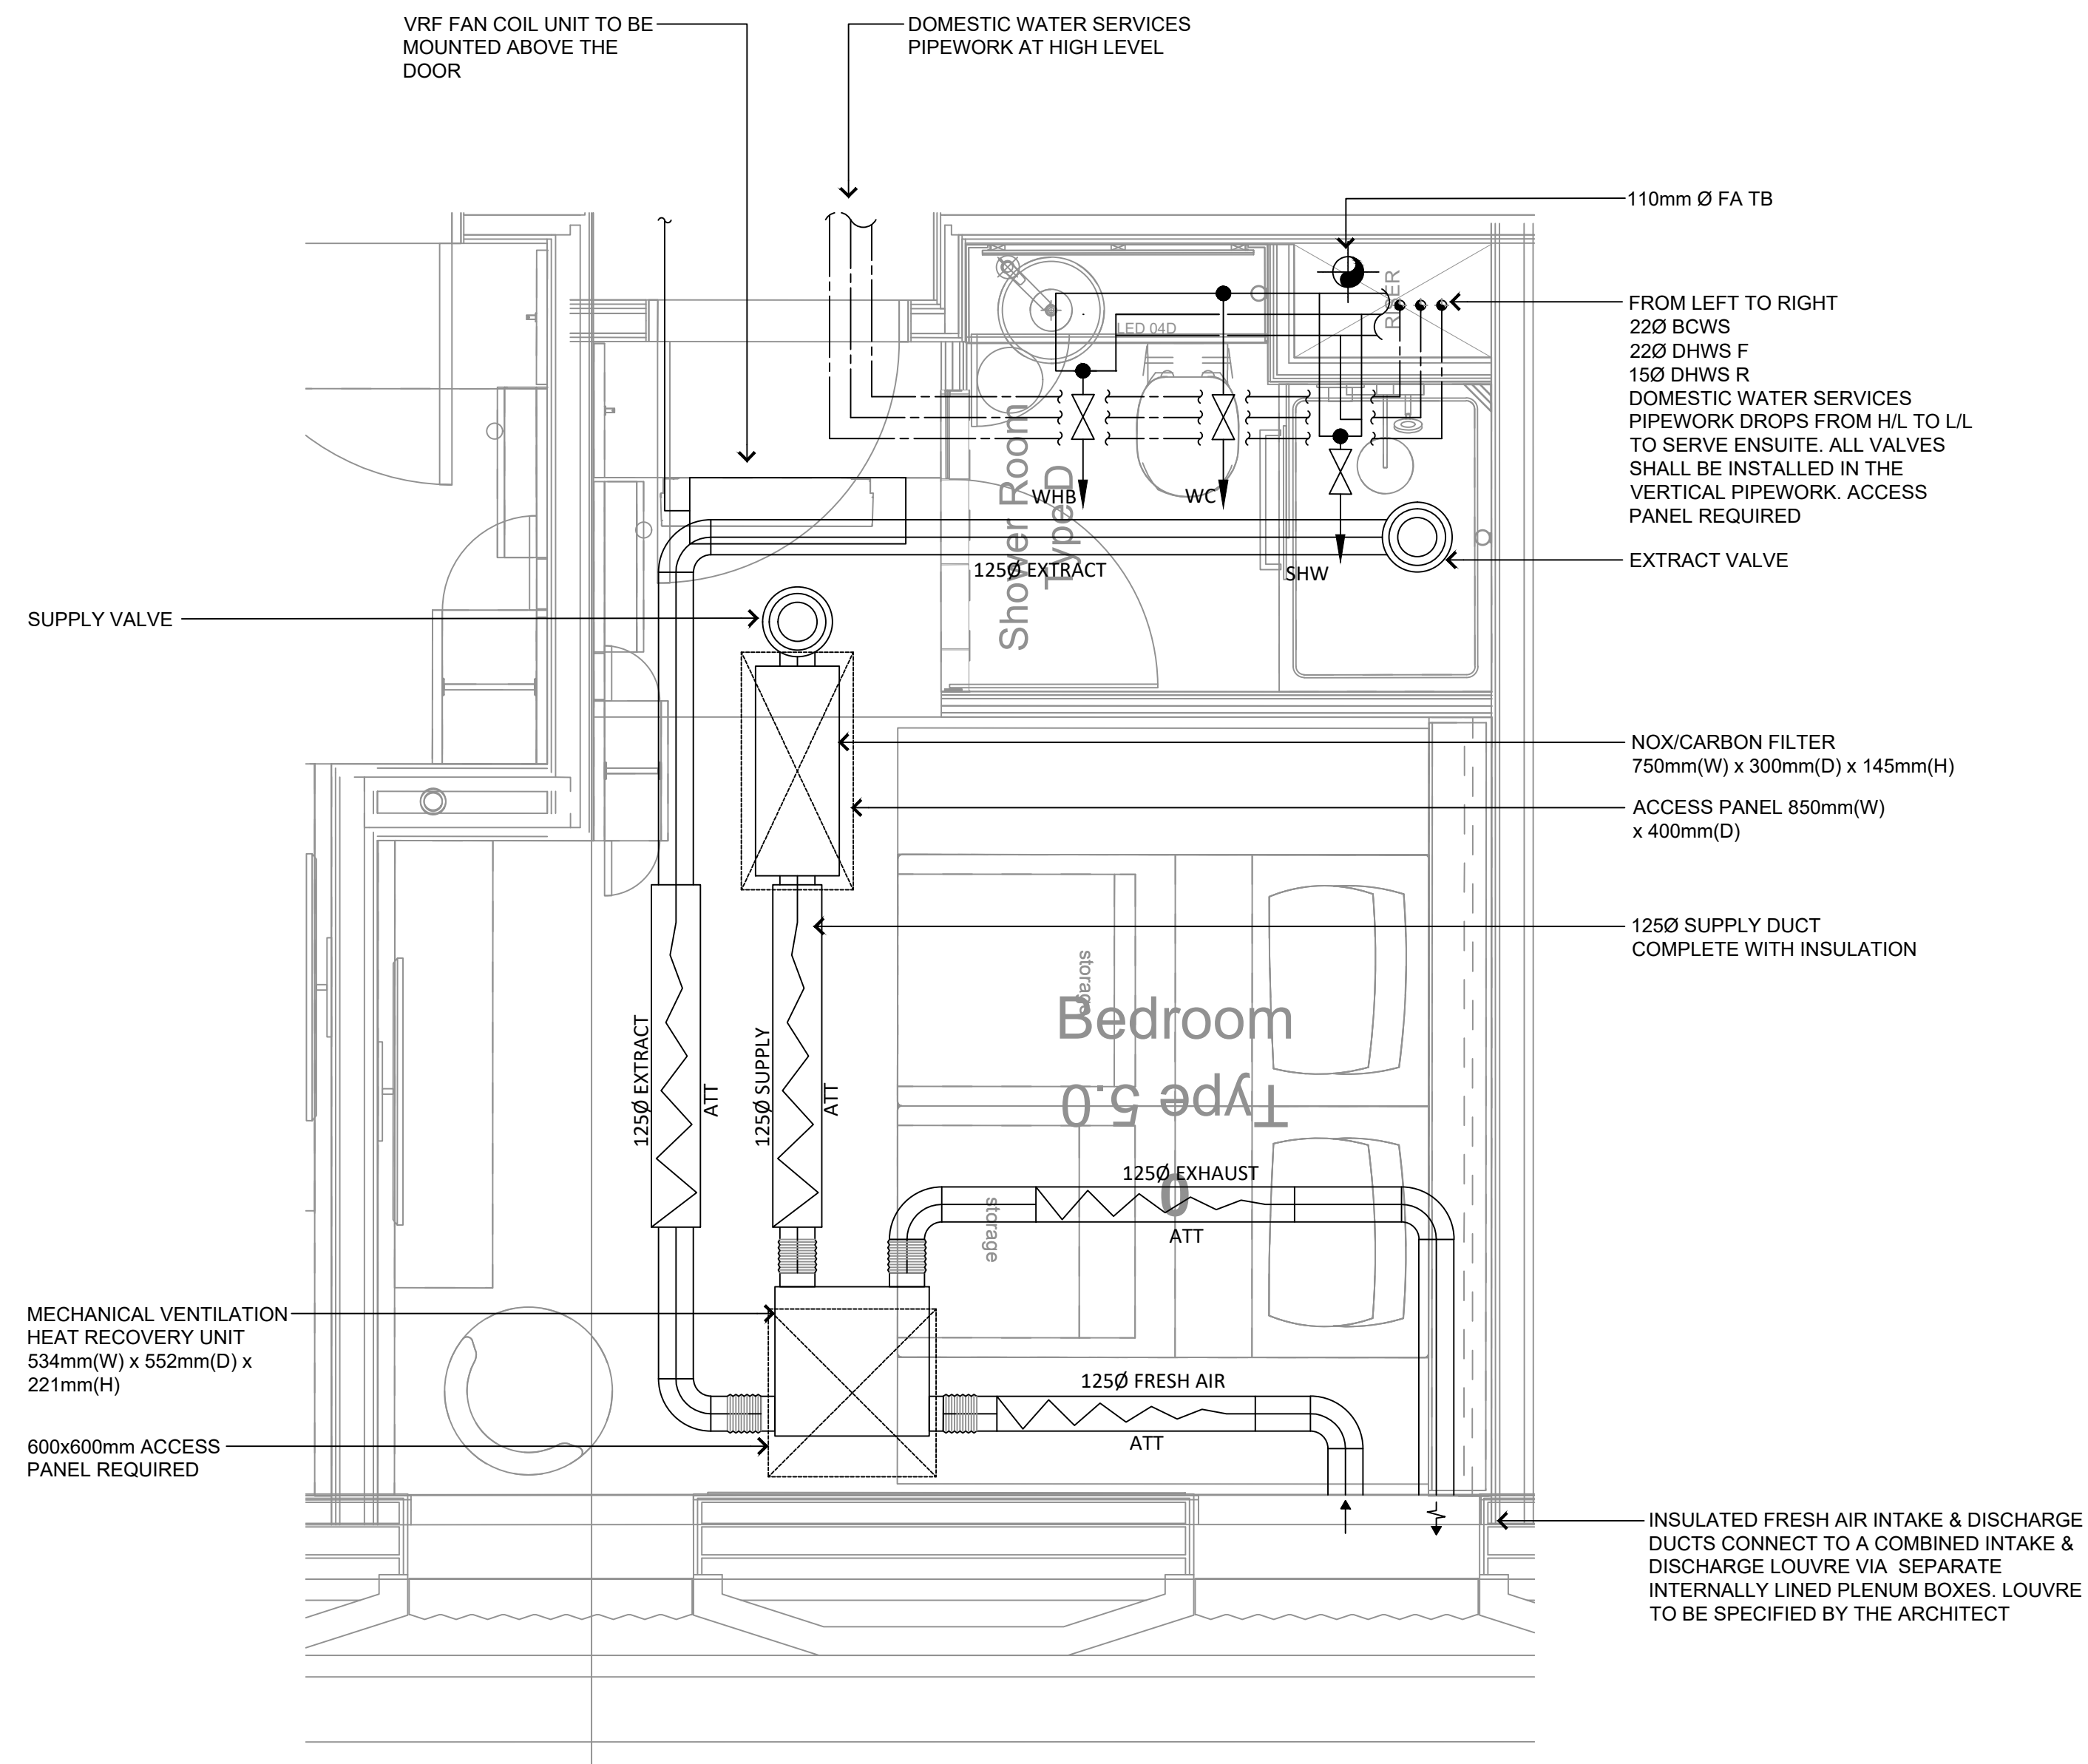 VRF FAN COIL UNIT TO BE
MOUNTED ABOVE THE
DOOR
DOMESTIC WATER SERVICES
PIPEWORK AT HIGH LEVEL
110mm Ø FA TB
FROM LEFT TO RIGHT
22Ø BCWS
22Ø DHWS F
15Ø DHWS R
DOMESTIC WATER SERVICES
PIPEWORK DROPS FROM H/L TO L/L
TO SERVE ENSUITE. ALL VALVES
SHALL BE INSTALLED IN THE
VERTICAL PIPEWORK. ACCESS
PANEL REQUIRED
EXTRACT VALVE
LED 04D
WHB
WC
SHW
Shower Room
Type D
125Ø EXTRACT
SUPPLY VALVE
NOX/CARBON FILTER
750mm(W) x 300mm(D) x 145mm(H)
ACCESS PANEL 850mm(W)
x 400mm(D)
125Ø SUPPLY DUCT
COMPLETE WITH INSULATION
storage
Bedroom
Type 5.0
125Ø EXTRACT
ATT
125Ø SUPPLY
ATT
125Ø EXHAUST
0
ATT
storage
MECHANICAL VENTILATION
HEAT RECOVERY UNIT
534mm(W) x 552mm(D) x
221mm(H)
125Ø FRESH AIR
ATT
600x600mm ACCESS
PANEL REQUIRED
INSULATED FRESH AIR INTAKE & DISCHARGE
DUCTS CONNECT TO A COMBINED INTAKE &
DISCHARGE LOUVRE VIA SEPARATE
INTERNALLY LINED PLENUM BOXES. LOUVRE
TO BE SPECIFIED BY THE ARCHITECT